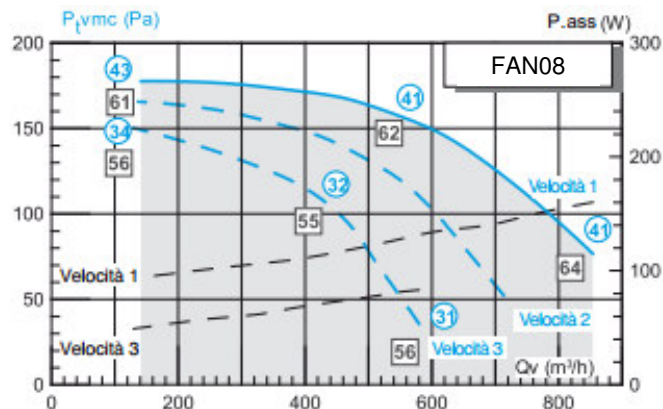 P_tvmc (Pa)
P.ass (W)
200
300
FAN08
43
41
61
62
34
150
200
56
Velocità 1
32
100
55
41
Velocità 1
100
64
50
31
Velocità 2
Velocità 3
56
Velocità 3
Qv (m³/h)
0
0
0
200
400
600
800